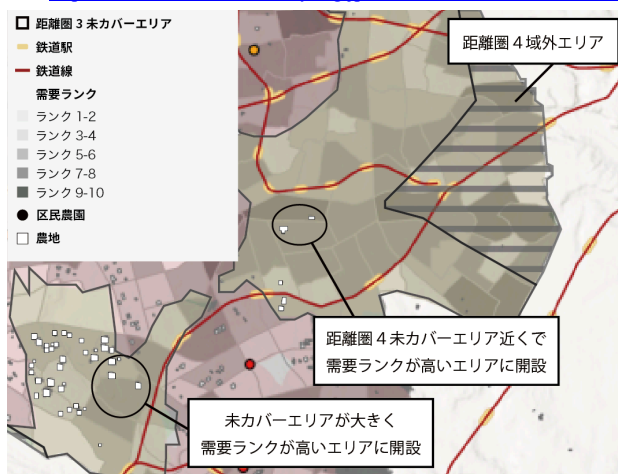 距離圏３未カバーエリア
鉄道駅
鉄道線
需要ランク
ランク 1-2
ランク 3-4
ランク 5-6
ランク 7-8
ランク 9-10
区民農園
農地
距離圏４域外エリア
距離圏４未カバーエリア近くで
需要ランクが高いエリアに開設
未カバーエリアが大きく
需要ランクが高いエリアに開設